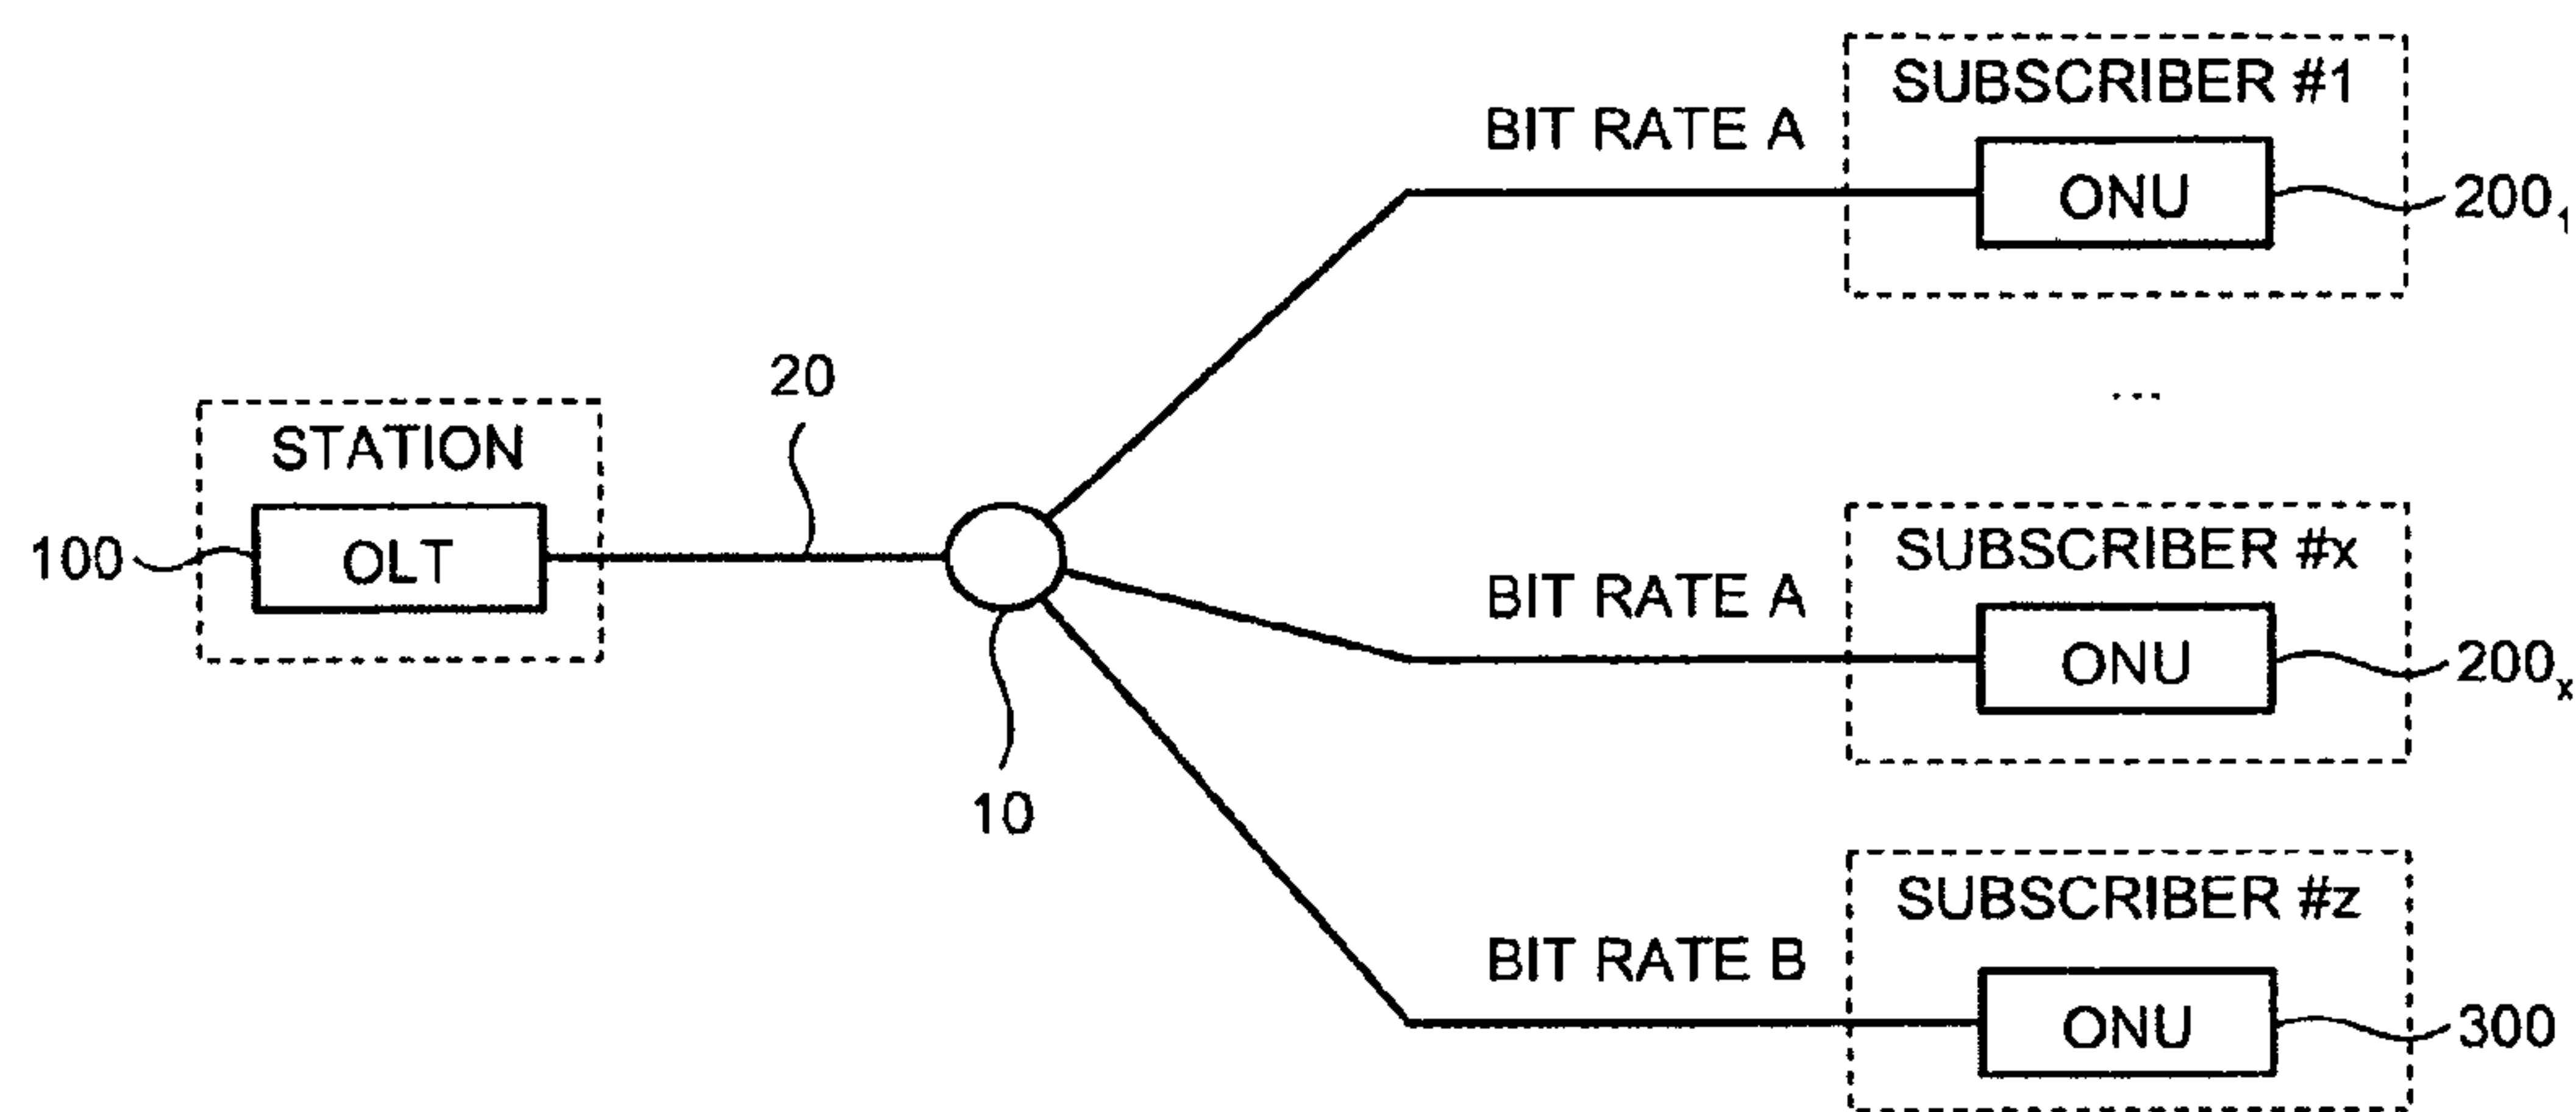 SUBSCRIBER #1
BIT RATE A
ONU
200₁
...
20
STATION
100
OLT
SUBSCRIBER #x
BIT RATE A
ONU
200ₓ
10
SUBSCRIBER #z
BIT RATE B
ONU
300